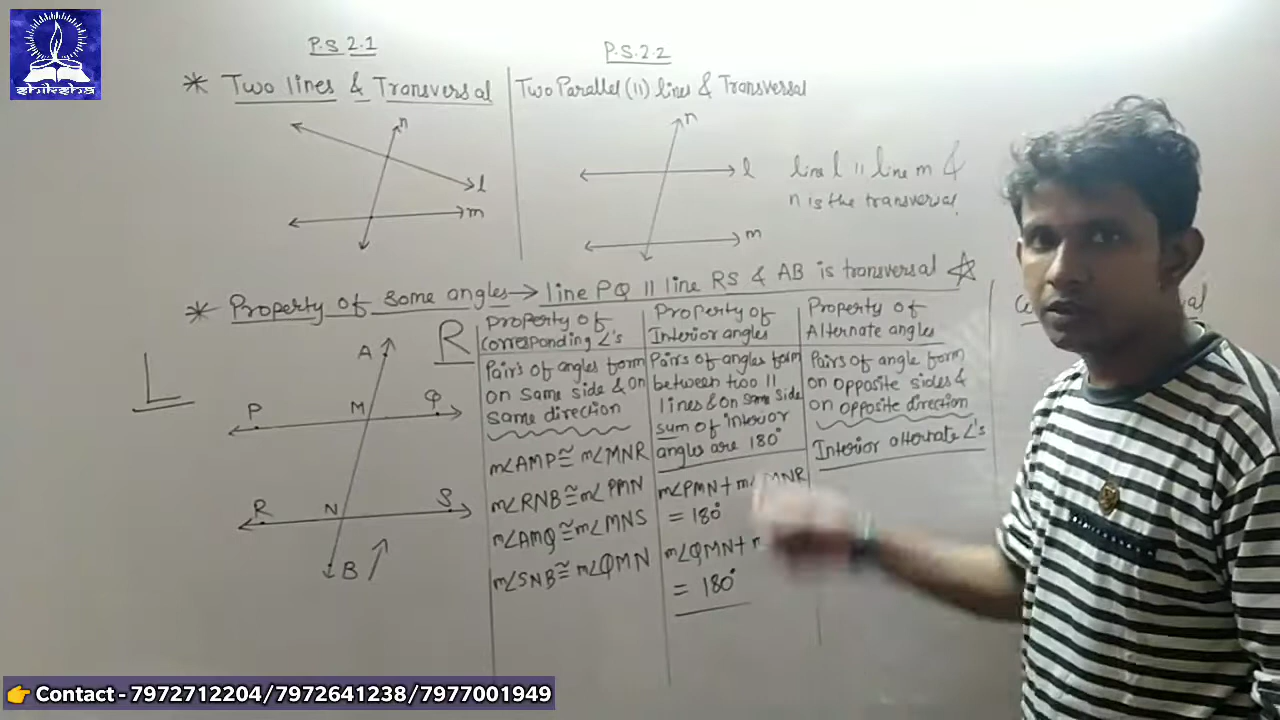 shiksha
P.S 2.1
* Two lines & Transversal
n
l
m
P.S.2.2
Two Parallel (11) lines & Transversal
n
l
m
line l 11 line m &
n is the transversal.
* Property of some angles → line PQ 11 line RS & AB is transversal ☆
L
R
A
P
M
Q
R
N
S
B
Property of
Corresponding ∠'s
Pairs of angles form
on same side & on
same direction
m∠AMP ≅ m∠MNR
m∠RNB ≅ m∠PMN
m∠AMQ ≅ m∠MNS
m∠SNB ≅ m∠QMN
Property of
Interior angles
Pairs of angles form
between two 11
lines & on same side
sum of interior
angles are 180°
m∠PMN + m∠MNR
= 180°
m∠QMN + m
= 180°
Property of
Alternate angles
Pairs of angle form
on opposite sides &
on opposite direction
Interior alternate ∠'s
👉 Contact - 7972712204/7972641238/7977001949